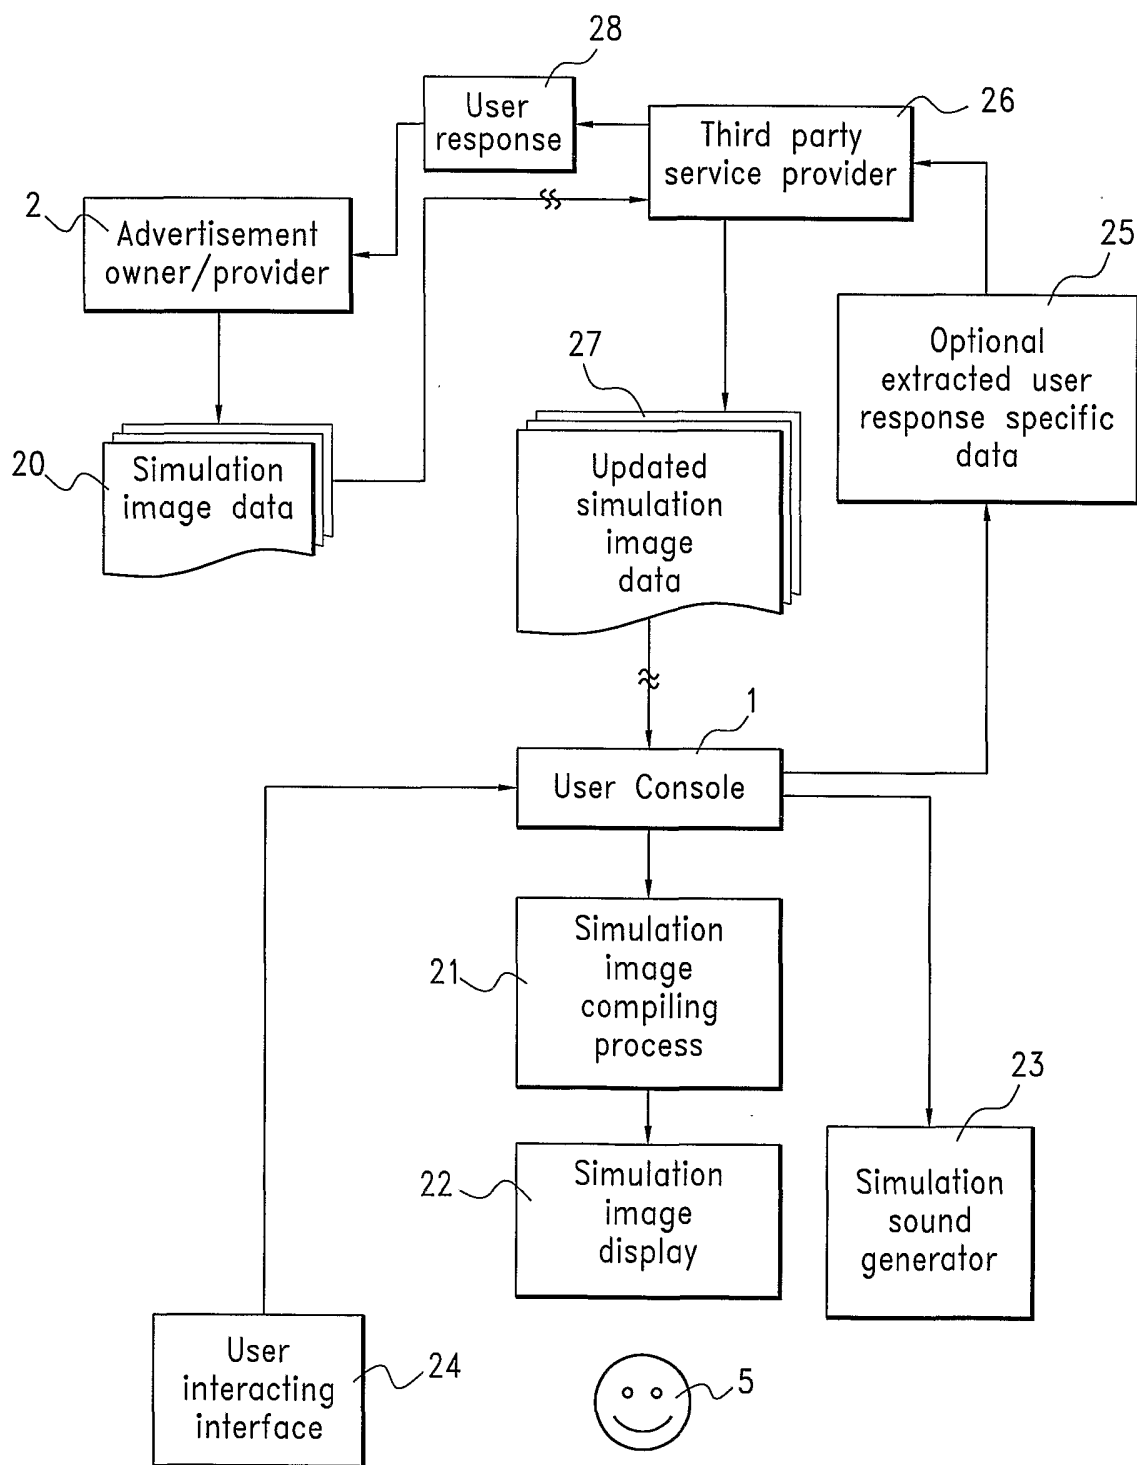 28
User
response
26
Third party
service provider
2
Advertisement
owner/provider
25
Optional
extracted user
response specific
data
27
20
Simulation
image data
Updated
simulation
image
data
1
User Console
21
Simulation
image
compiling
process
23
22
Simulation
image
display
Simulation
sound
generator
24
User
interacting
interface
5